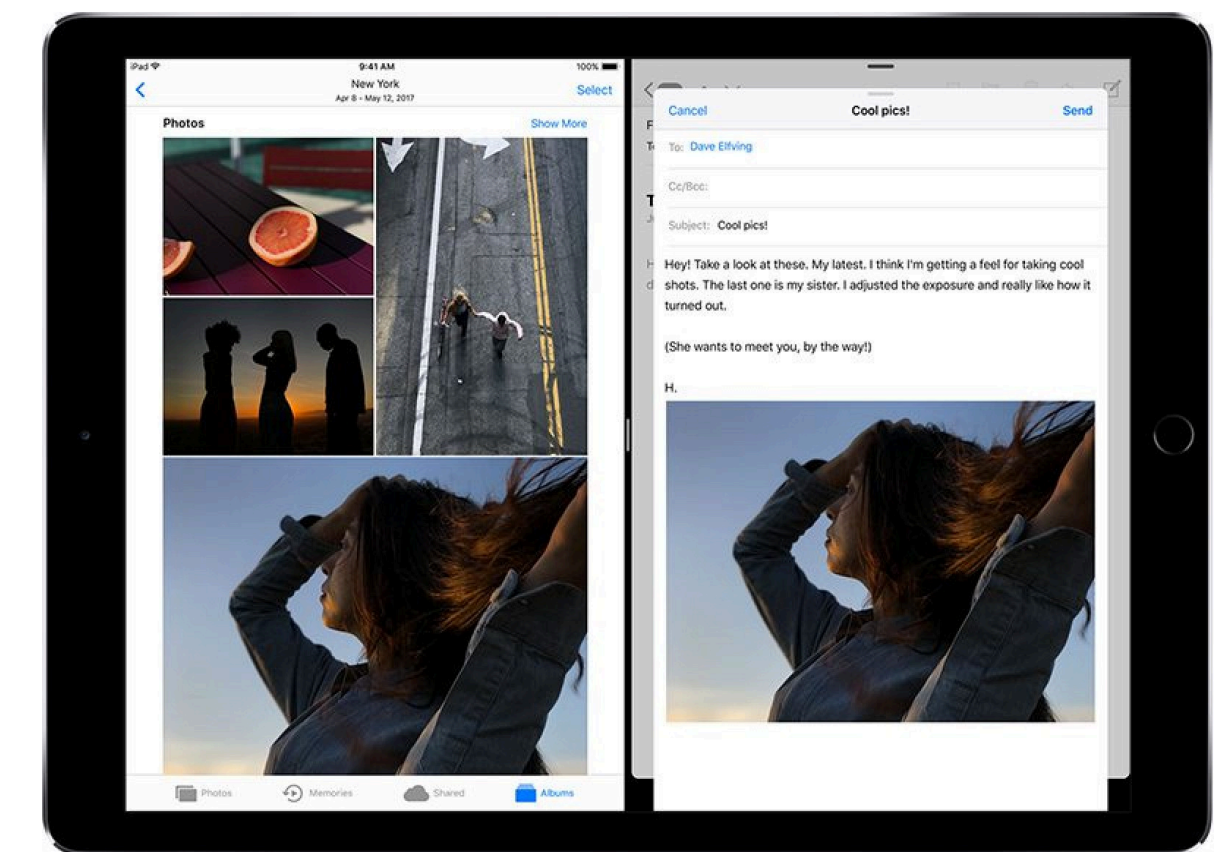 iPad
9:41 AM
100%
New York
Apr 8 - May 12, 2017
Select
Photos
Show More
Photos
Memories
Shared
Albums
Cancel
Cool pics!
Send
To: Dave Elfving
Cc/Bcc:
Subject: Cool pics!
Hey! Take a look at these. My latest. I think I'm getting a feel for taking cool
shots. The last one is my sister. I adjusted the exposure and really like how it
turned out.
(She wants to meet you, by the way!)
H.